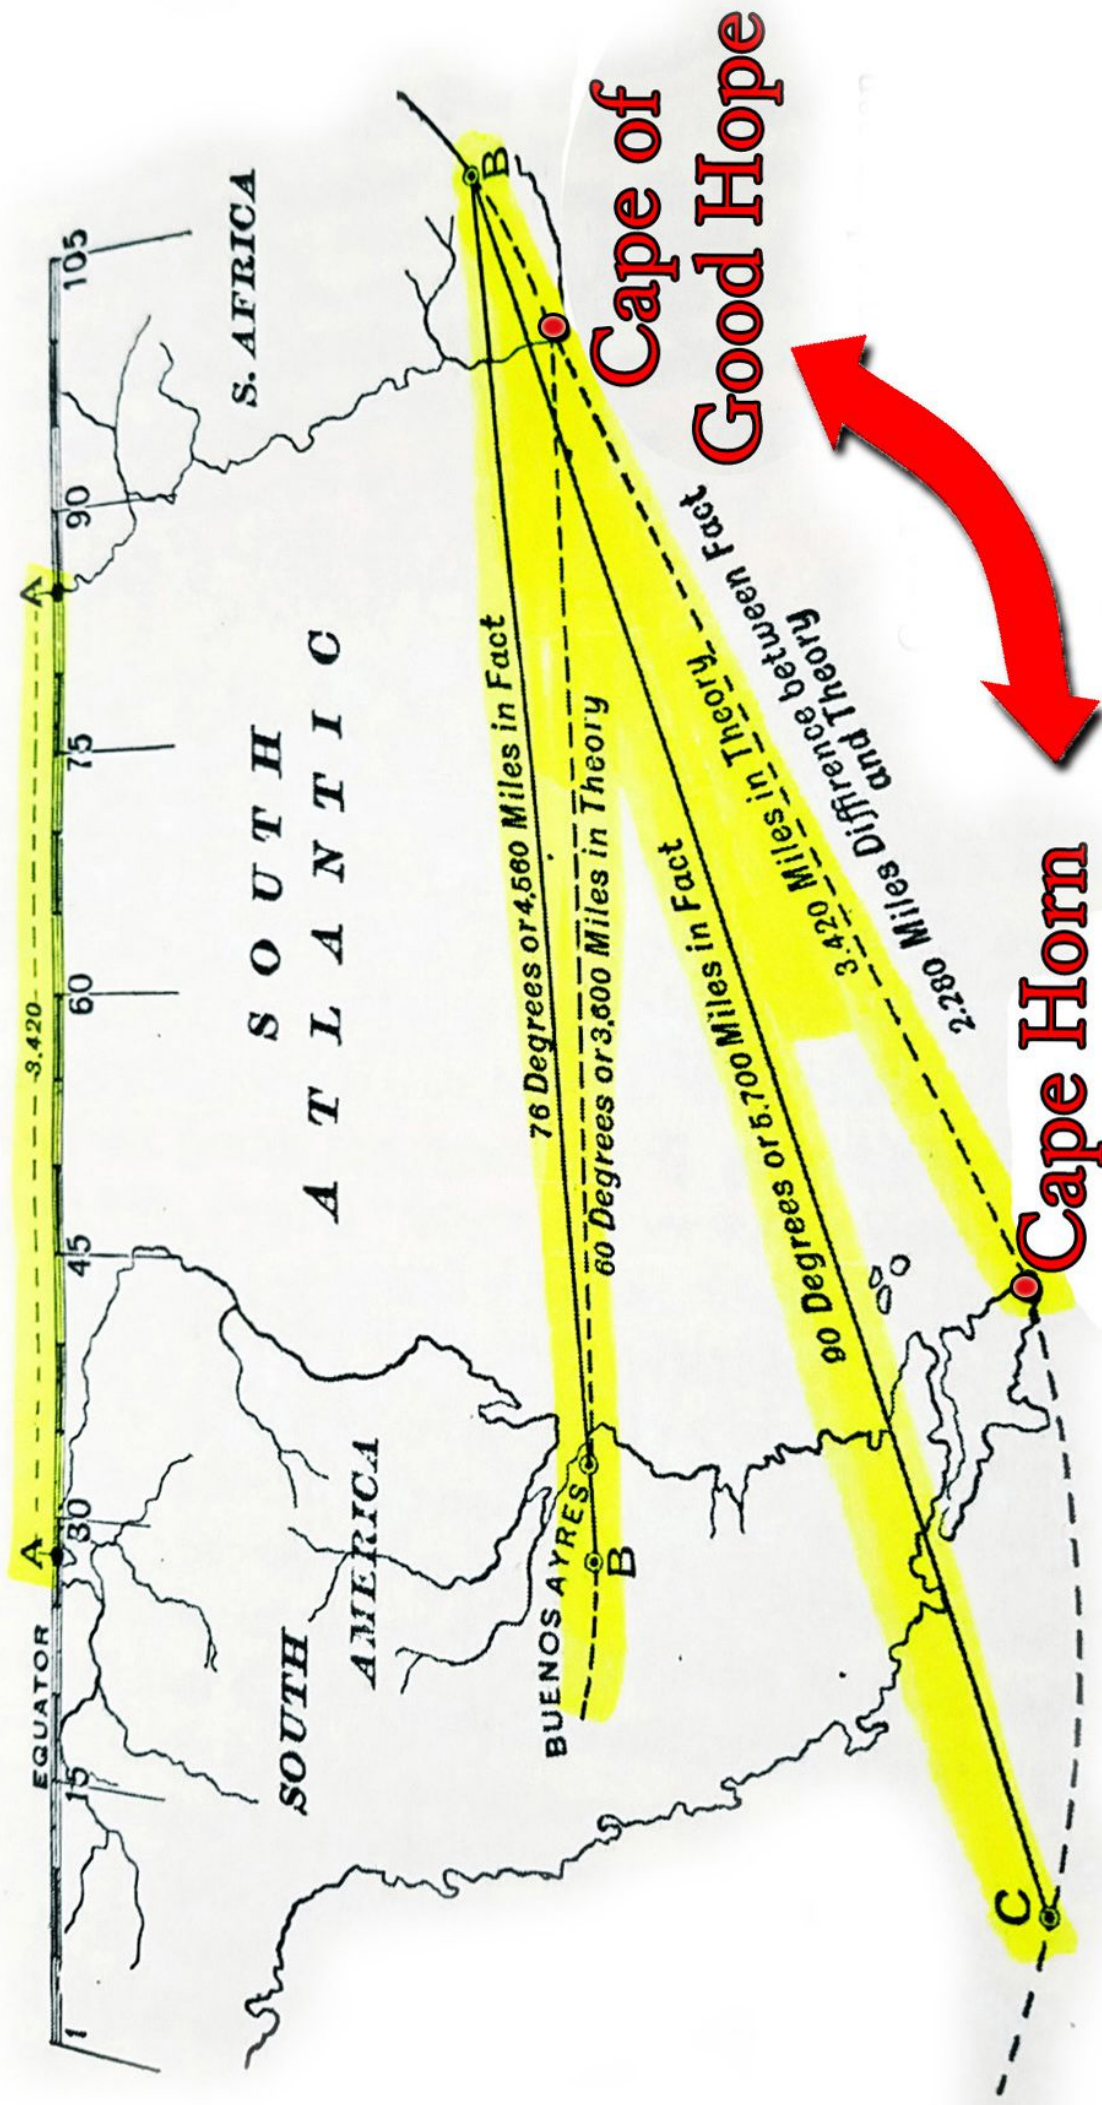 A
3.420
A
EQUATOR
1
15
30
45
60
75
90
105
SOUTH
ATLANTIC
S. AFRICA
SOUTH
AMERICA
BUENOS AYRES
B
B
76 Degrees or 4,560 Miles in Fact
60 Degrees or 3,600 Miles in Theory
90 Degrees or 5,700 Miles in Fact
3.420 Miles in Theory
2.280 Miles Diffirence between Fact
and Theory
C
Cape of
Good Hope
Cape Horn